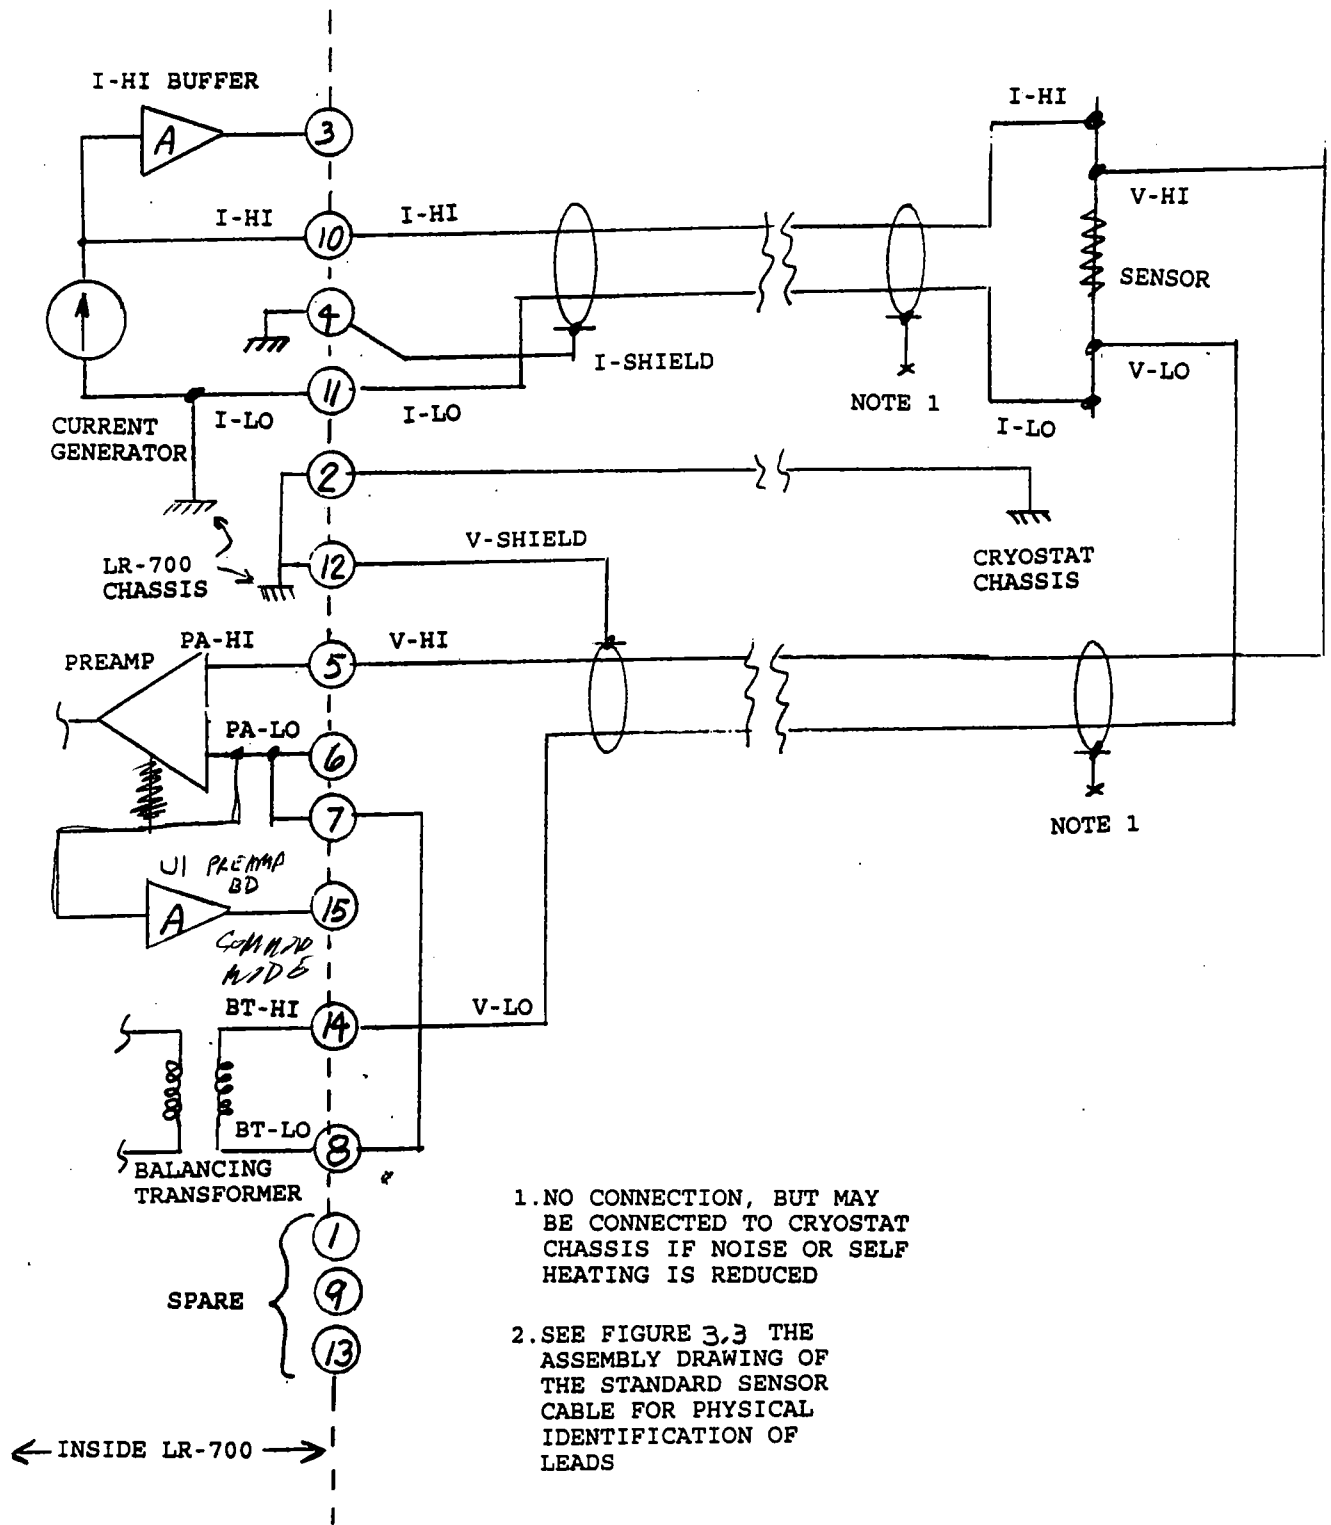 I-HI BUFFER
A
3
I-HI
I-HI
10
I-HI
V-HI
SENSOR
4
I-SHIELD
V-LO
11
I-LO
I-LO
NOTE 1
I-LO
CURRENT
GENERATOR
2
V-SHIELD
12
LR-700
CHASSIS
CRYOSTAT
CHASSIS
PA-HI
V-HI
PREAMP
5
PA-LO
6
7
NOTE 1
U1 PREAMP
BD
A
15
COMMON
MODE
BT-HI
V-LO
14
BT-LO
8
BALANCING
TRANSFORMER
1
9
SPARE
13
1. NO CONNECTION, BUT MAY
BE CONNECTED TO CRYOSTAT
CHASSIS IF NOISE OR SELF
HEATING IS REDUCED
2. SEE FIGURE 3.3 THE
ASSEMBLY DRAWING OF
THE STANDARD SENSOR
CABLE FOR PHYSICAL
IDENTIFICATION OF
LEADS
INSIDE LR-700